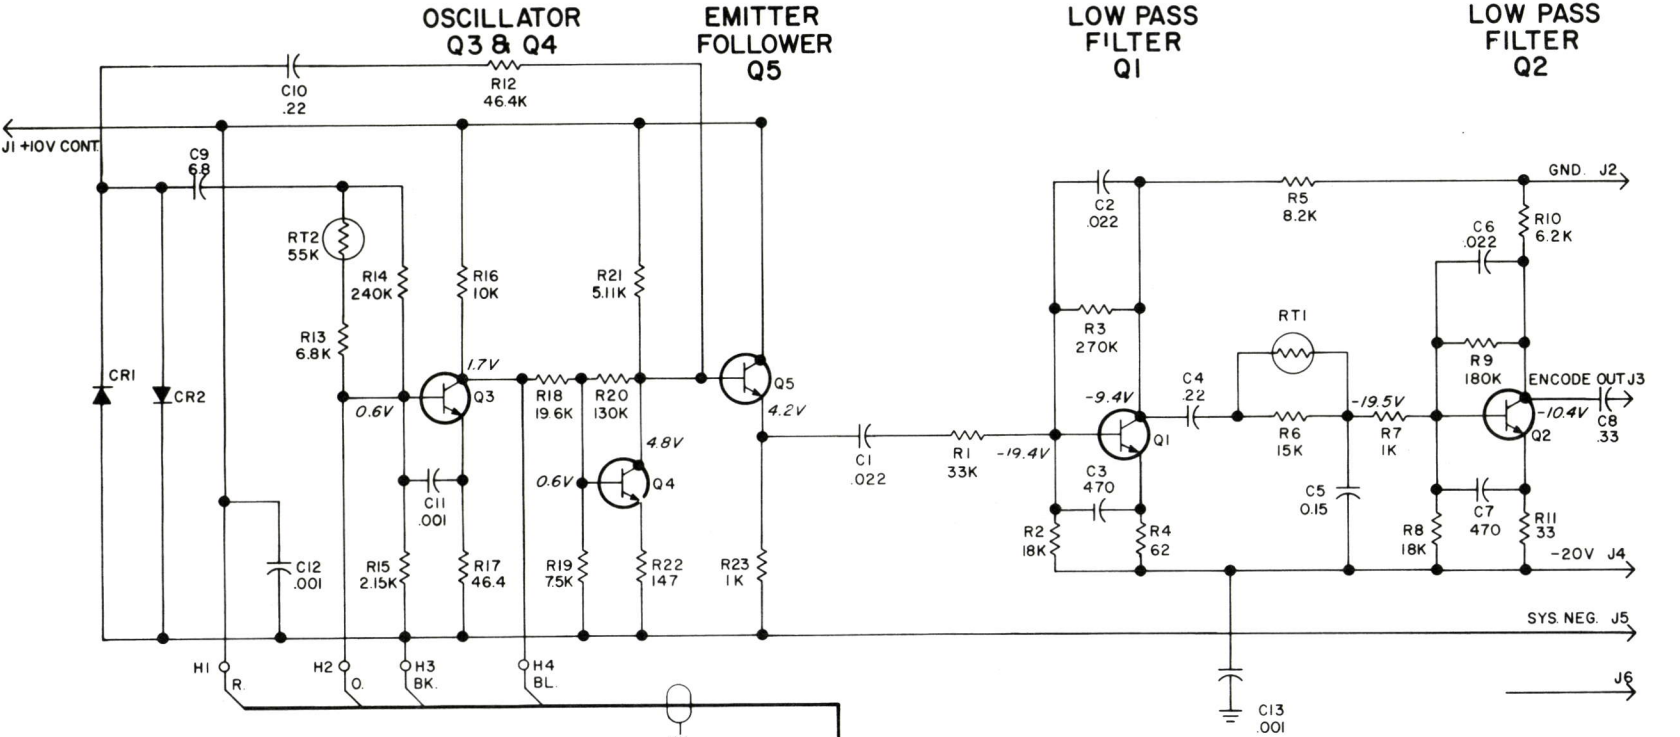 OSCILLATOR
Q3 & Q4
EMITTER
FOLLOWER
Q5
LOW PASS
FILTER
Q1
LOW PASS
FILTER
Q2
C10
.22
R12
46.4K
J1 +10V CONT.
C9
6.8
RT2
55K
R14
240K
R16
10K
R21
5.11K
R13
6.8K
CR1
CR2
1.7V
0.6V
Q3
R18
19.6K
R20
130K
Q5
4.2V
4.8V
0.6V
Q4
C11
.001
C12
.001
R15
2.15K
R17
46.4
R19
7.5K
R22
147
R23
1K
H1
R.
H2
O.
H3
BK.
H4
BL.
C1
.022
R1
33K
-19.4V
C2
.022
R3
270K
-9.4V
Q1
C3
470
R2
18K
R4
62
R5
8.2K
RT1
C4
.22
R6
15K
-19.5V
R7
1K
C5
0.15
GND. J2
R10
6.2K
C6
.022
R9
180K
ENCODE OUT J3
-10.4V
C8
.33
Q2
C7
470
R8
18K
R11
33
-20V J4
SYS. NEG. J5
J6
C13
.001